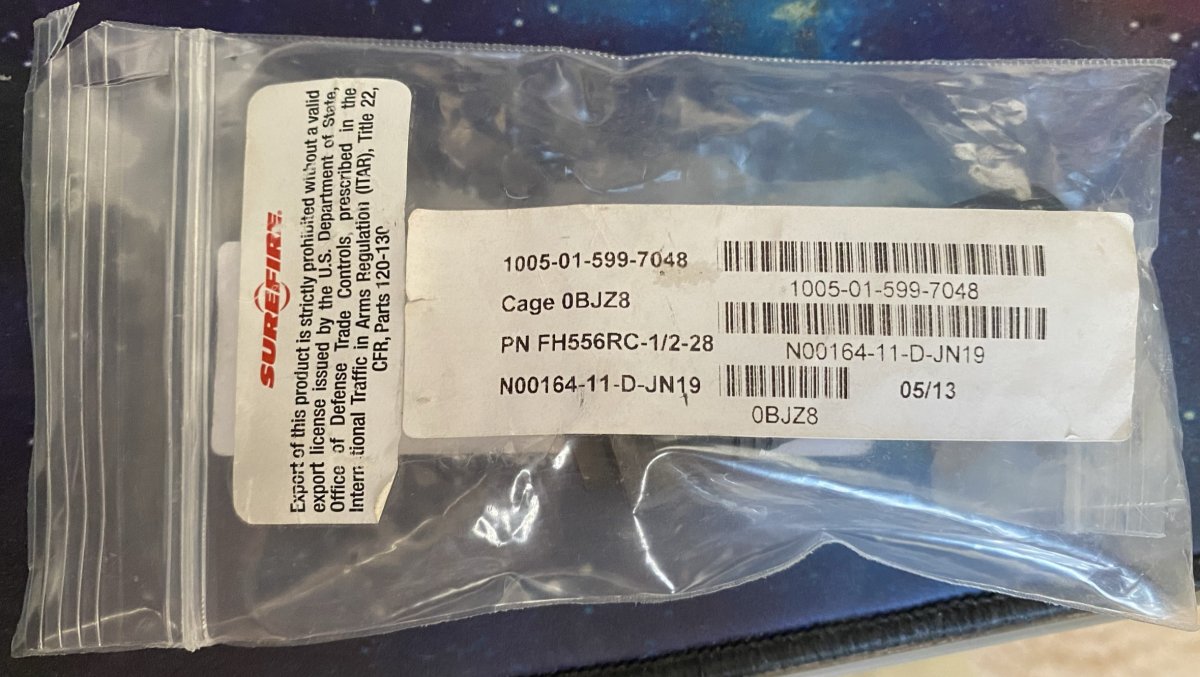 SUREFIRE
Export of this product is strictly prohibited without a valid
export license issued by the U.S. Department of State,
Office of Defense Trade Controls, prescribed in the
International Traffic in Arms Regulation (ITAR), Title 22,
CFR, Parts 120-130
1005-01-599-7048
1005-01-599-7048
Cage 0BJZ8
PN FH556RC-1/2-28
N00164-11-D-JN19
N00164-11-D-JN19
05/13
0BJZ8